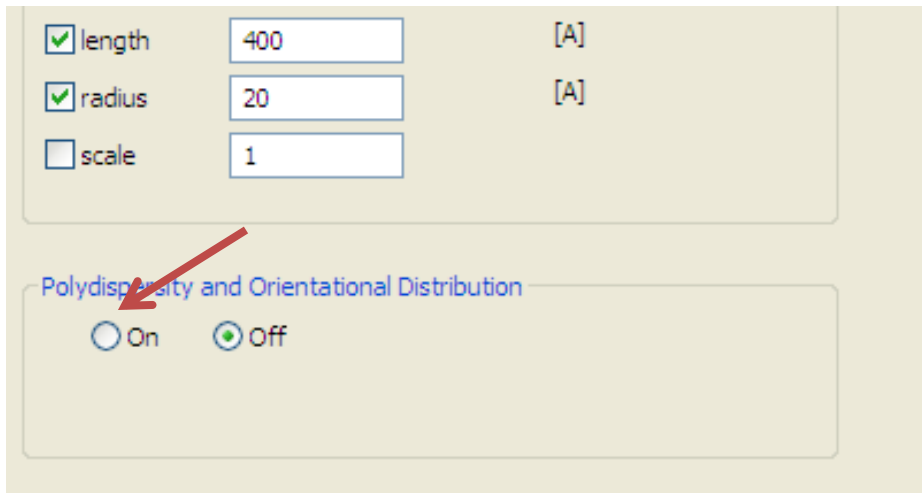 length 400 [A]
radius 20 [A]
scale 1
Polydispersity and Orientational Distribution
On Off